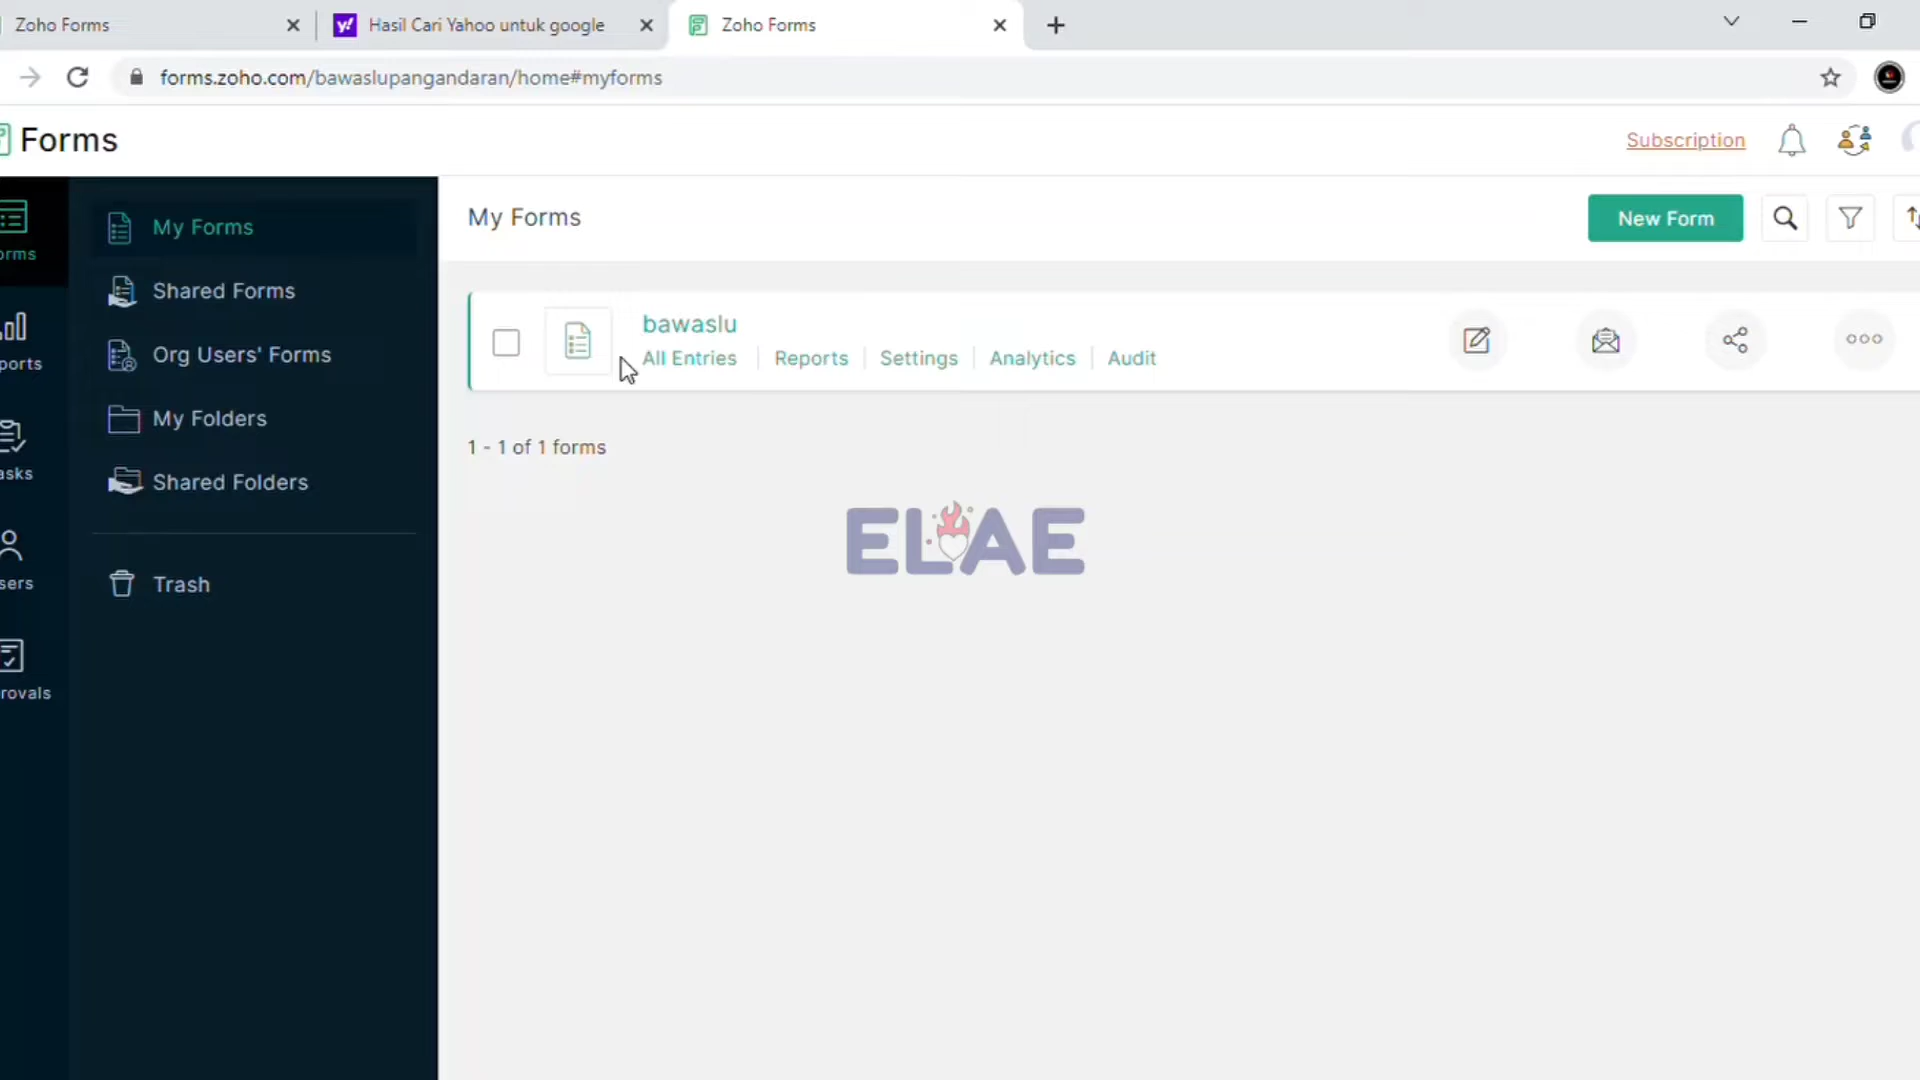 Zoho Forms
Hasil Cari Yahoo untuk google
Zoho Forms
forms.zoho.com/bawaslupangandaran/home#myforms
Forms
Subscription
orms
ports
asks
sers
rovals
My Forms
Shared Forms
Org Users' Forms
My Folders
Shared Folders
Trash
My Forms
New Form
bawaslu
All Entries
Reports
Settings
Analytics
Audit
1 - 1 of 1 forms
ELAE